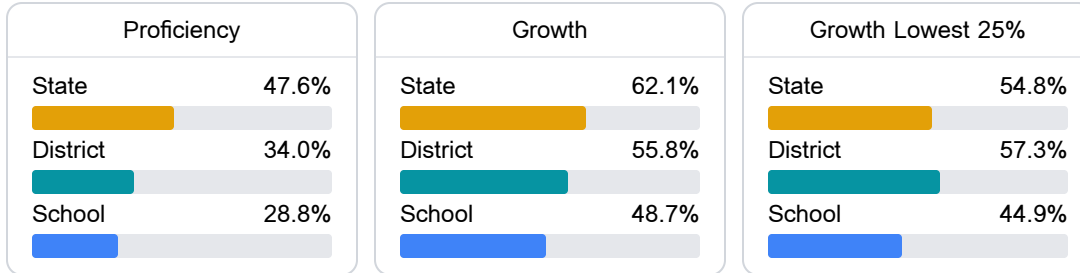 Proficiency
State 47.6%
District 34.0%
School 28.8%
Growth
State 62.1%
District 55.8%
School 48.7%
Growth Lowest 25%
State 54.8%
District 57.3%
School 44.9%